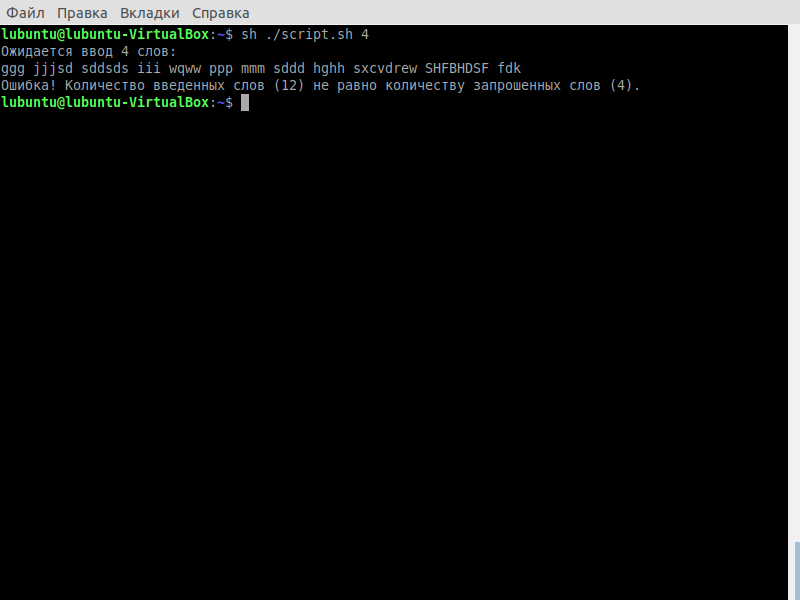 Файл Правка Вкладки Справка
lubuntu@lubuntu-VirtualBox:~$ sh ./script.sh 4
Ожидается ввод 4 слов:
ggg jjjsd sddsds iii wqww ppp mmm sddd hghh sxcvdrew SHFBHDSF fdk
Ошибка! Количество введенных слов (12) не равно количеству запрошенных слов (4).
lubuntu@lubuntu-VirtualBox:~$